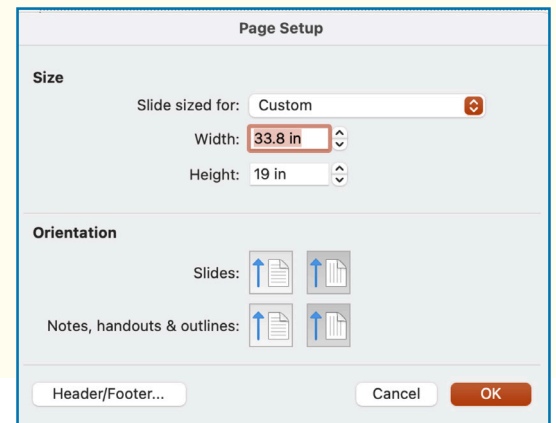 Page Setup
Size
Slide sized for: Custom
Width: 33.8 in
Height: 19 in
Orientation
Slides:
Notes, handouts & outlines:
Header/Footer... Cancel OK